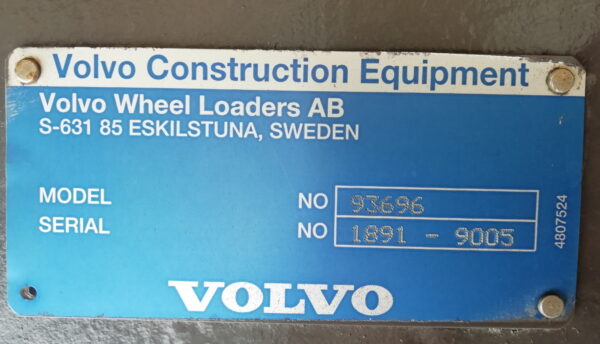 Volvo Construction Equipment
Volvo Wheel Loaders AB
S-631 85 ESKILSTUNA, SWEDEN
MODEL NO 93696
SERIAL NO 1891 - 9005
4807524
VOLVO